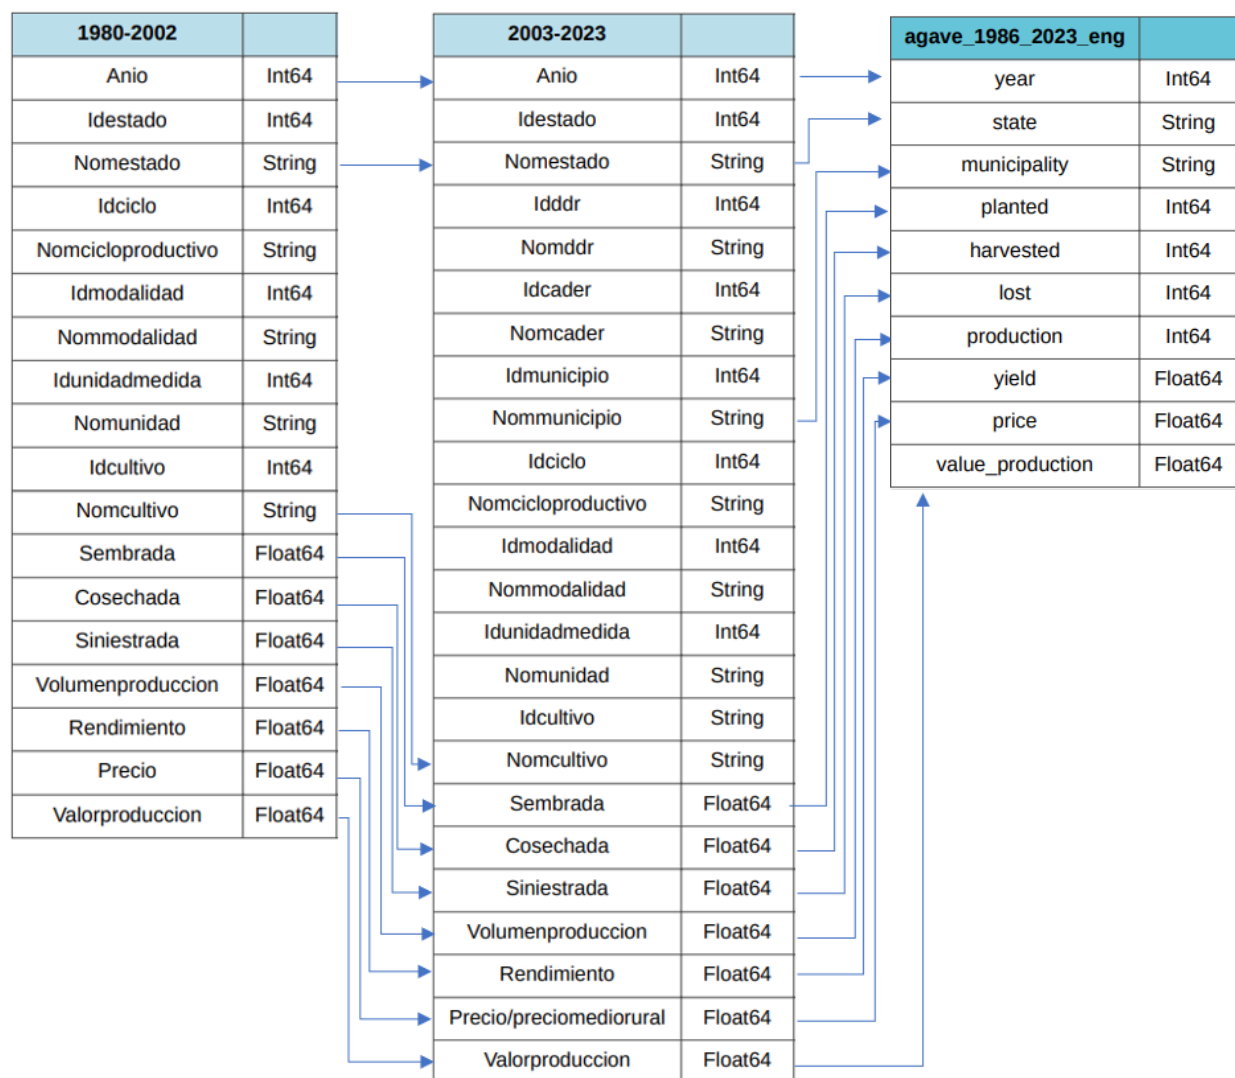 1980-2002
Anio Int64
Idestado Int64
Nomestado String
Idciclo Int64
Nomcicloproductivo String
Idmodalidad Int64
Nommodalidad String
Idunidadmedida Int64
Nomunidad String
Idcultivo Int64
Nomcultivo String
Sembrada Float64
Cosechada Float64
Siniestrada Float64
Volumenproduccion Float64
Rendimiento Float64
Precio Float64
Valorproduccion Float64
2003-2023
Anio Int64
Idestado Int64
Nomestado String
Idddr Int64
Nomddr String
Idcader Int64
Nomcader String
Idmunicipio Int64
Nommunicipio String
Idciclo Int64
Nomcicloproductivo String
Idmodalidad Int64
Nommodalidad String
Idunidadmedida Int64
Nomunidad String
Idcultivo String
Nomcultivo String
Sembrada Float64
Cosechada Float64
Siniestrada Float64
Volumenproduccion Float64
Rendimiento Float64
Precio/preciomediorural Float64
Valorproduccion Float64
agave_1986_2023_eng
year Int64
state String
municipality String
planted Int64
harvested Int64
lost Int64
production Int64
yield Float64
price Float64
value_production Float64